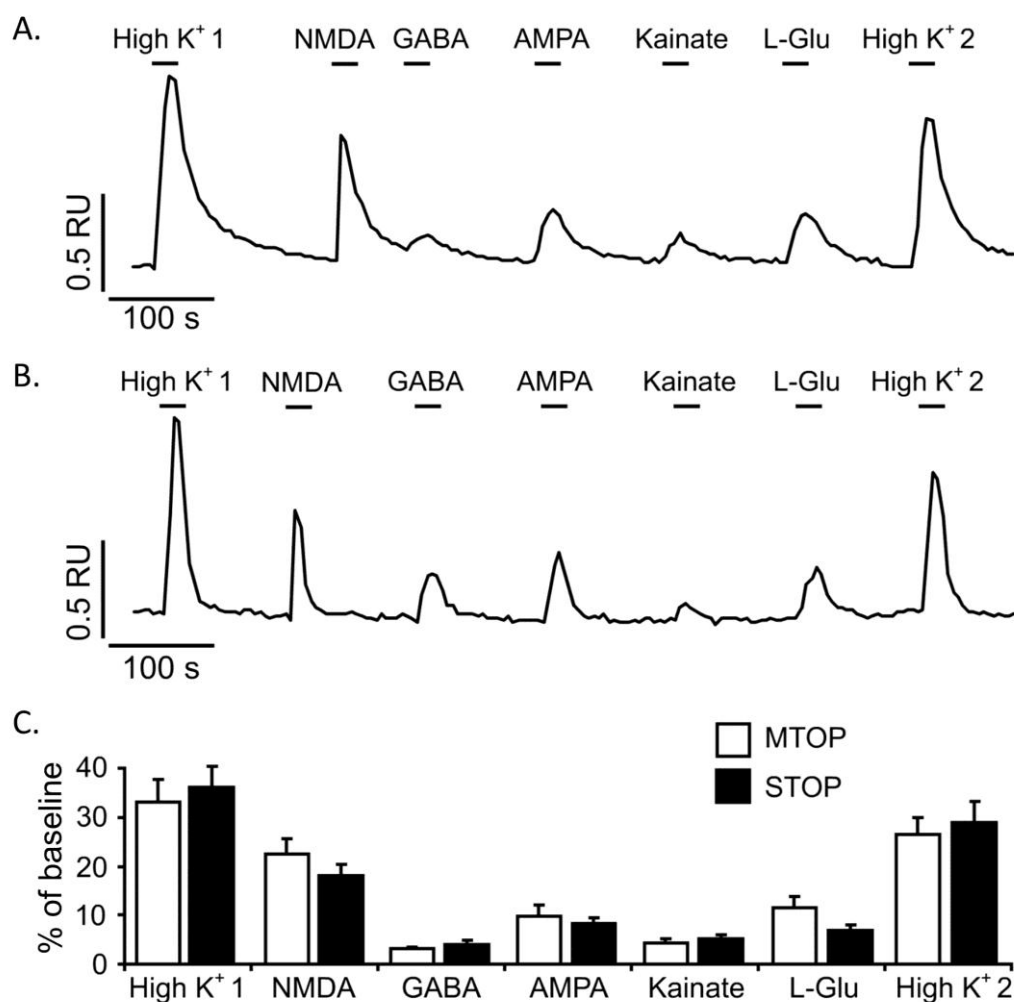 A.
High K⁺ 1 NMDA GABA AMPA Kainate L-Glu High K⁺ 2
0.5 RU
100 s
B.
High K⁺ 1 NMDA GABA AMPA Kainate L-Glu High K⁺ 2
0.5 RU
100 s
C.
MTOP
STOP
% of baseline
40
30
20
10
0
High K⁺ 1 NMDA GABA AMPA Kainate L-Glu High K⁺ 2